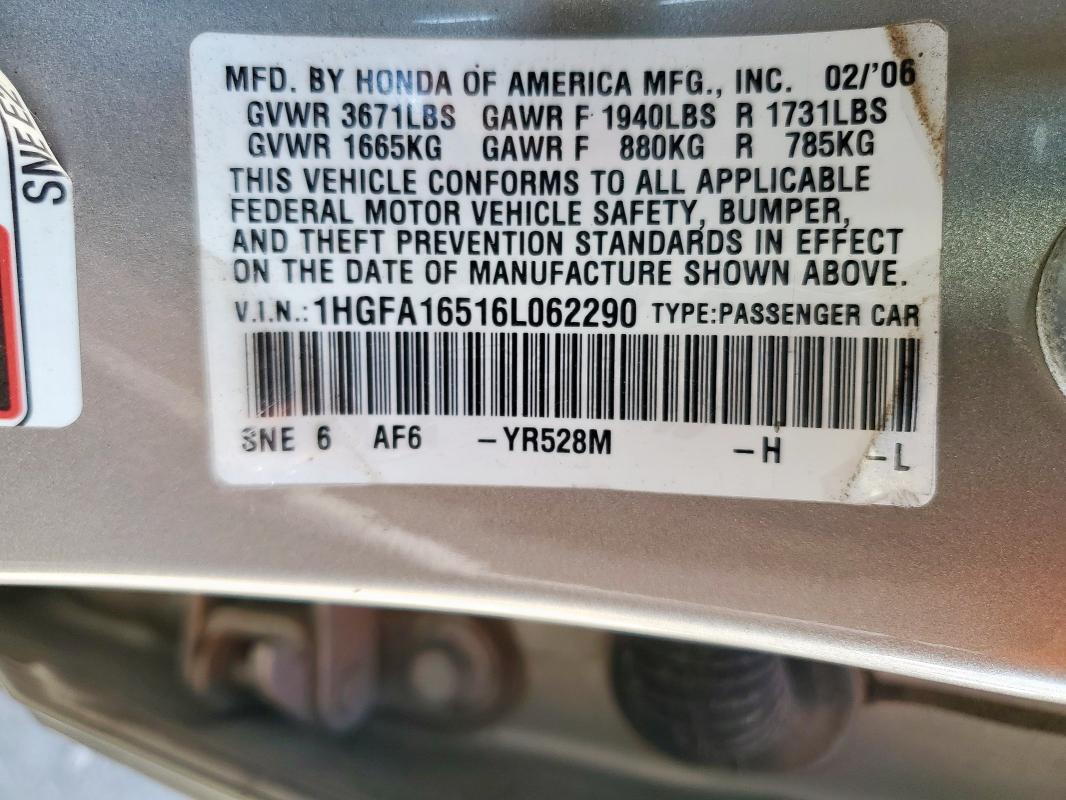 MFD. BY HONDA OF AMERICA MFG., INC. 02/'06
GVWR 3671LBS GAWR F 1940LBS R 1731LBS
GVWR 1665KG GAWR F 880KG R 785KG
THIS VEHICLE CONFORMS TO ALL APPLICABLE
FEDERAL MOTOR VEHICLE SAFETY, BUMPER,
AND THEFT PREVENTION STANDARDS IN EFFECT
ON THE DATE OF MANUFACTURE SHOWN ABOVE.
V.I.N.: 1HGFA16516L062290 TYPE:PASSENGER CAR
SNE 6 AF6 -YR528M -H -L